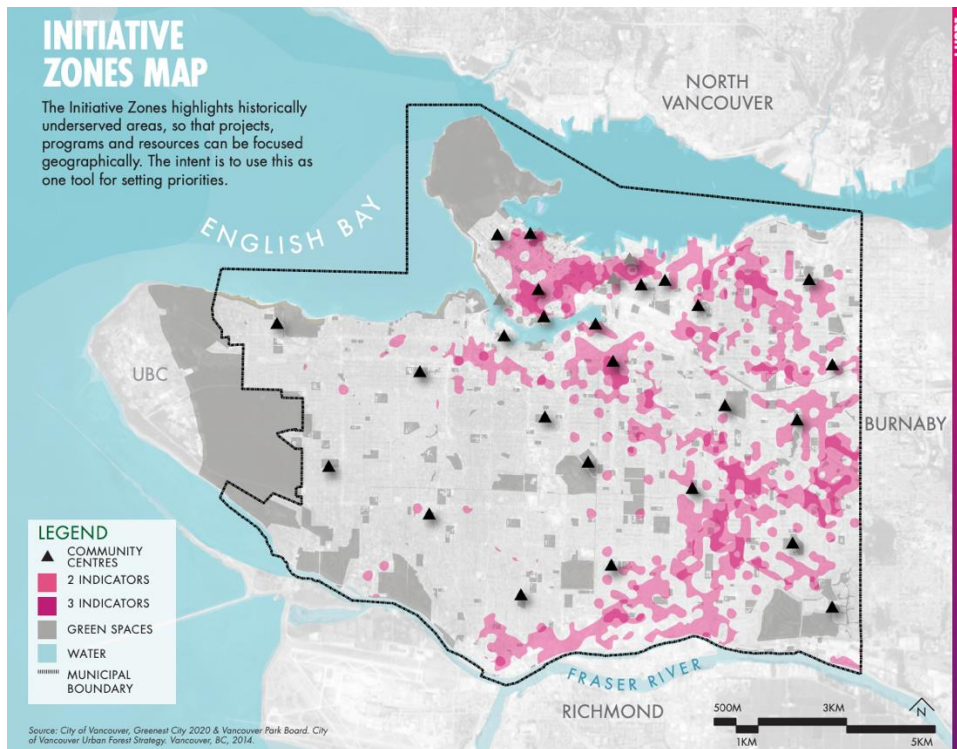 INITIATIVE
ZONES MAP
The Initiative Zones highlights historically
underserved areas, so that projects,
programs and resources can be focused
geographically. The intent is to use this as
one tool for setting priorities.
NORTH
VANCOUVER
ENGLISH BAY
UBC
BURNABY
LEGEND
COMMUNITY
CENTRES
2 INDICATORS
3 INDICATORS
GREEN SPACES
WATER
MUNICIPAL
BOUNDARY
FRASER RIVER
RICHMOND
500M
3KM
N
1KM
5KM
Source: City of Vancouver, Greenest City 2020 & Vancouver Park Board. City
of Vancouver Urban Forest Strategy. Vancouver, BC, 2014.